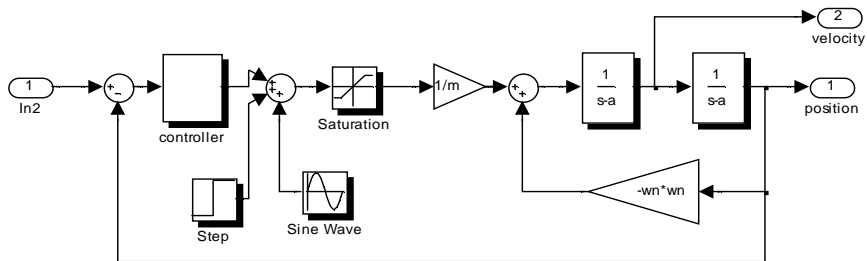 2
velocity
1
In2
+
-
controller
+
+
+
Saturation
1/m
+
+
1
s-a
1
s-a
1
position
-wn*wn
Step
Sine Wave